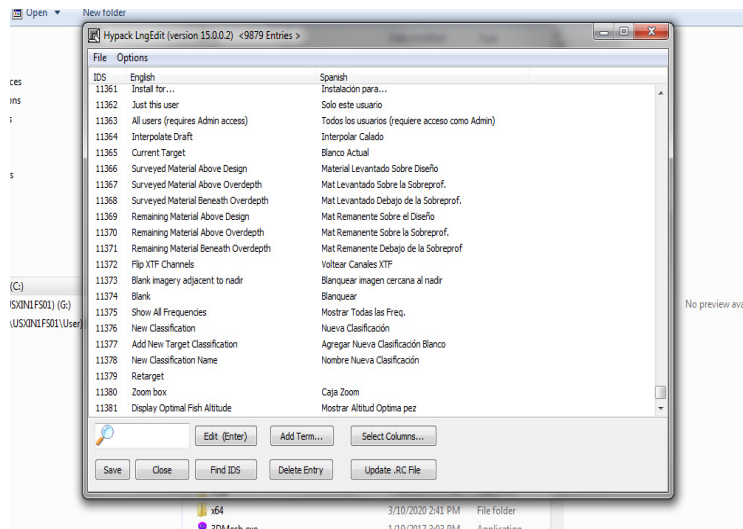 Open New folder
Hypack LngEdit (version 15.0.0.2) <9879 Entries >
File Options
IDS English Spanish
11361 Install for... Instalación para...
11362 Just this user Solo este usuario
11363 All users (requires Admin access) Todos los usuarios (requiere acceso como Admin)
11364 Interpolate Draft Interpolar Calado
11365 Current Target Blanco Actual
11366 Surveyed Material Above Design Material Levantado Sobre Diseño
11367 Surveyed Material Above Overdepth Mat Levantado Sobre la Sobreprof.
11368 Surveyed Material Beneath Overdepth Mat Levantado Debajo de la Sobreprof.
11369 Remaining Material Above Design Mat Remanente Sobre el Diseño
11370 Remaining Material Above Overdepth Mat Remanente Sobre la Sobreprof.
11371 Remaining Material Beneath Overdepth Mat Remanente Debajo de la Sobreprof
11372 Flip XTF Channels Voltear Canales XTF
11373 Blank imagery adjacent to nadir Blanquear imagen cercana al nadir
11374 Blank Blanquear
11375 Show All Frequencies Mostrar Todas las Freq.
11376 New Classification Nueva Clasificación
11377 Add New Target Classification Agregar Nueva Clasificación Blanco
11378 New Classification Name Nombre Nueva Clasificación
11379 Retarget
11380 Zoom box Caja Zoom
11381 Display Optimal Fish Altitude Mostrar Altitud Optima pez
Edit (Enter) Add Term... Select Columns...
Save Close Find IDS Delete Entry Update .RC File
ces
ons
s
s
(C:)
USXIN1FS01) (G:)
\USXIN1FS01\User)
No preview ava
x64 3/10/2020 2:41 PM File folder
3DMesh.exe 1/19/2017 3:03 PM Application